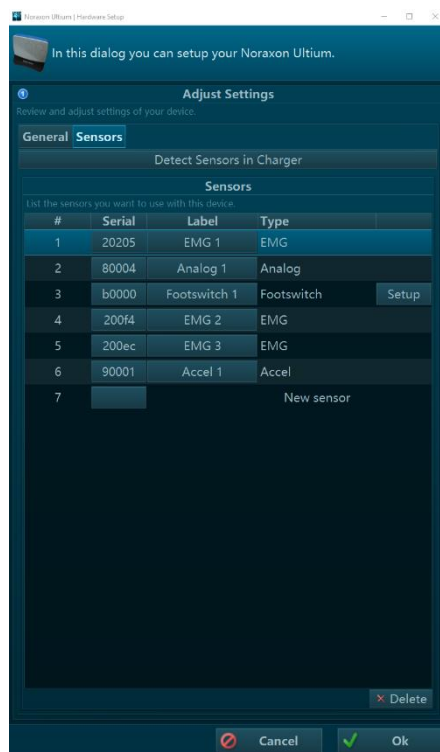 Noraxon Ultium | Hardware Setup
In this dialog you can setup your Noraxon Ultium.
1 Adjust Settings
Review and adjust settings of your device.
General Sensors
Detect Sensors in Charger
Sensors
List the sensors you want to use with this device.
# Serial Label Type
1 20205 EMG 1 EMG
2 80004 Analog 1 Analog
3 b0000 Footswitch 1 Footswitch Setup
4 200f4 EMG 2 EMG
5 200ec EMG 3 EMG
6 90001 Accel 1 Accel
7 New sensor
Delete
Cancel Ok